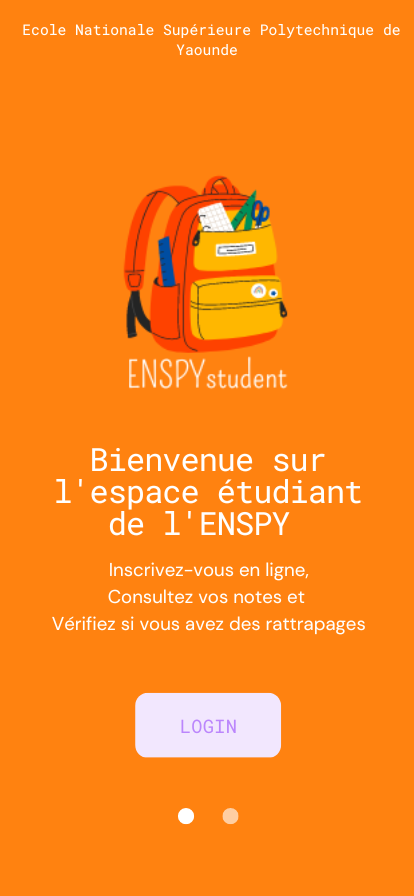 Ecole Nationale Supérieure Polytechnique de
Yaounde
ENSPYstudent
Bienvenue sur
l'espace étudiant
de l'ENSPY
Inscrivez-vous en ligne,
Consultez vos notes et
Vérifiez si vous avez des rattrapages
LOGIN